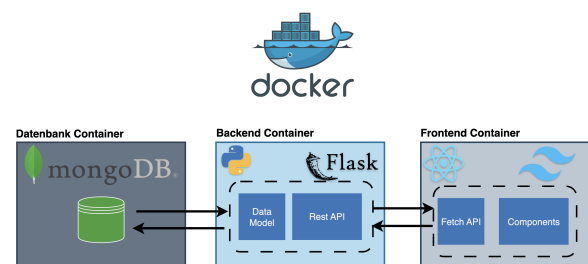 docker
Datenbank Container
Backend Container
Frontend Container
mongoDB®
Flask
Data
Model
Rest API
Fetch API
Components